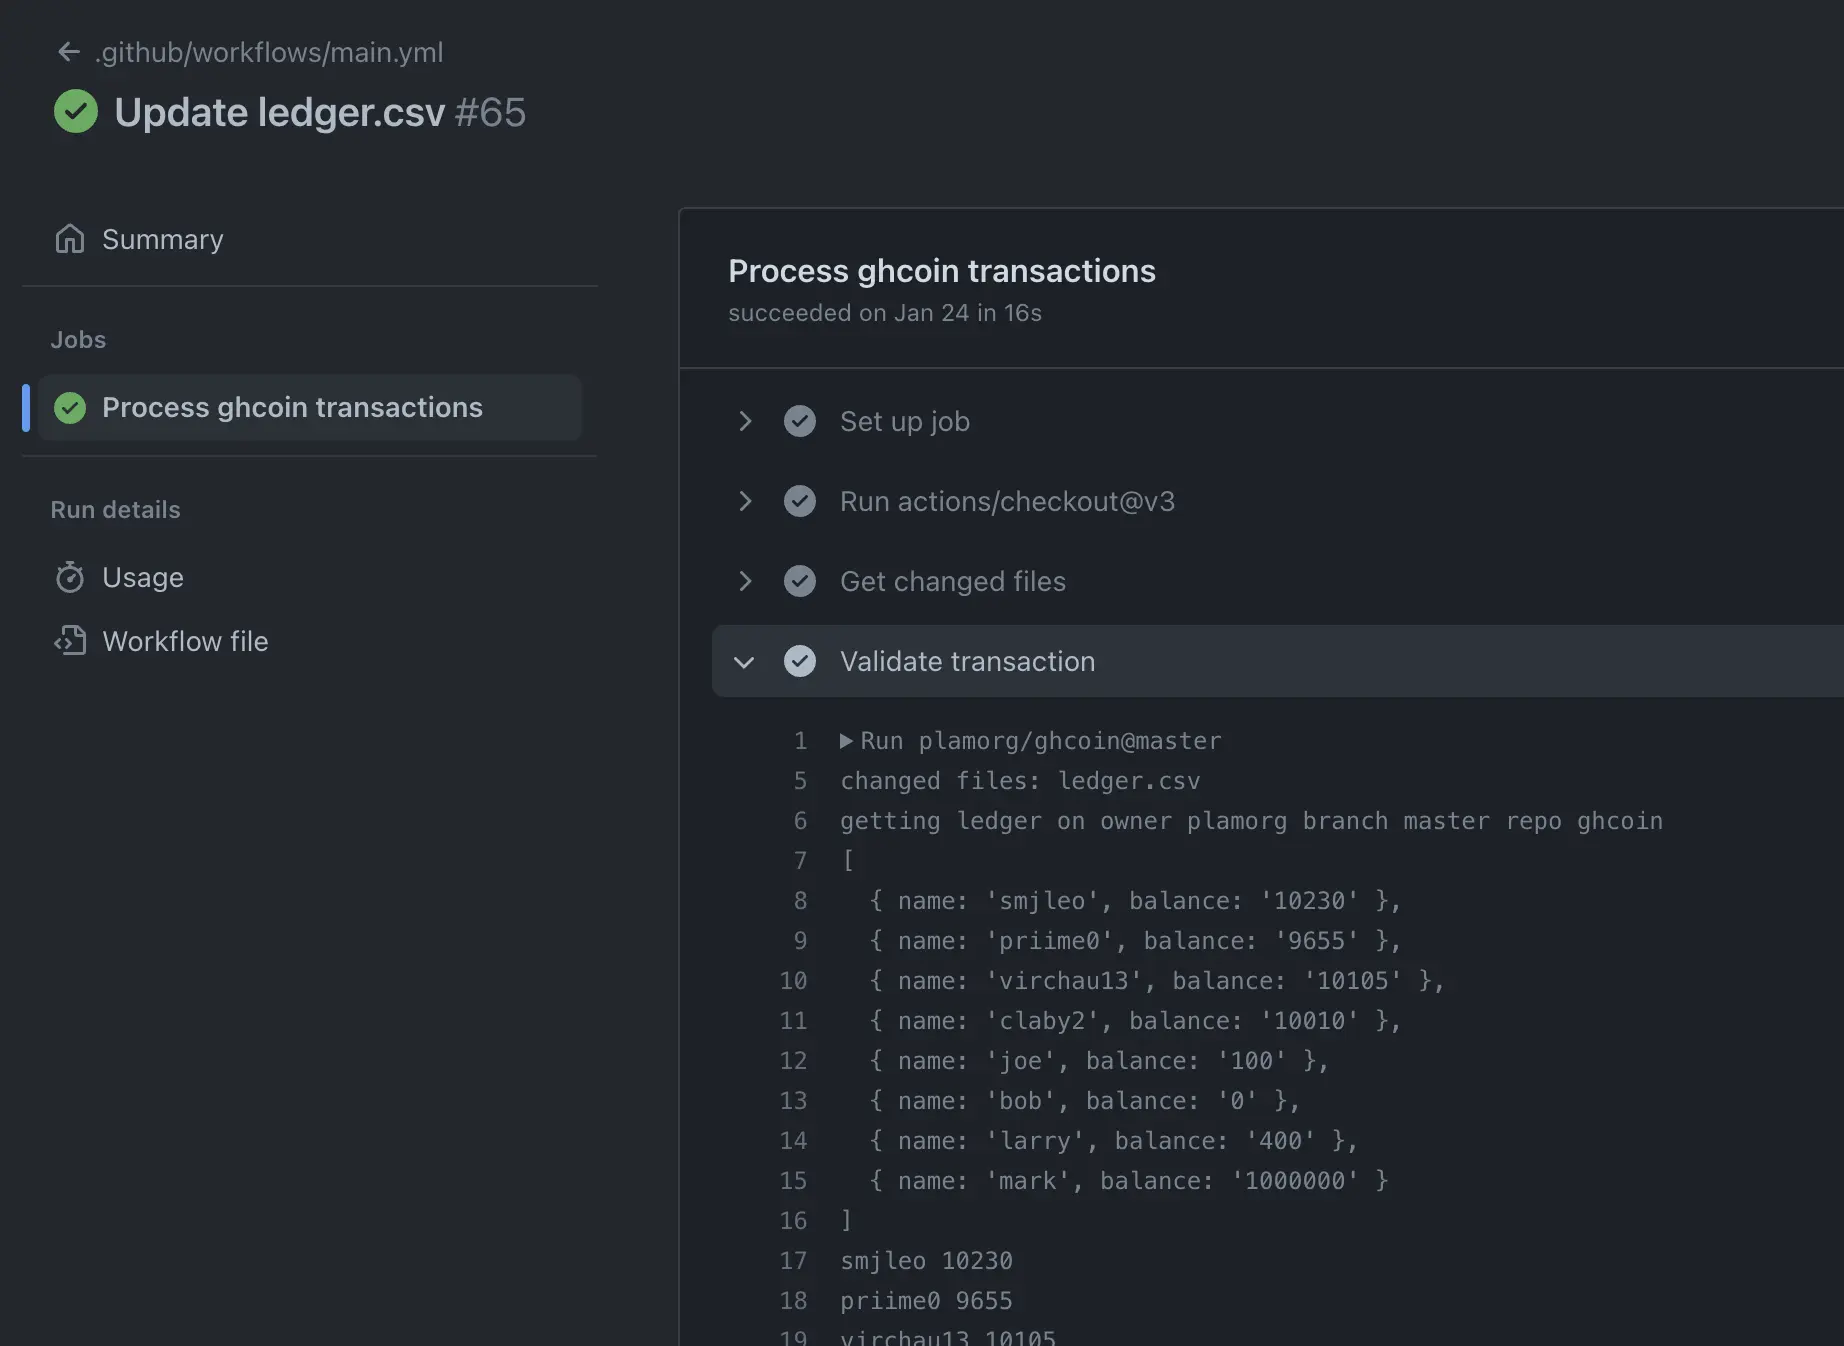 .github/workflows/main.yml
Update ledger.csv #65
Summary
Jobs
Process ghcoin transactions
Run details
Usage
Workflow file
Process ghcoin transactions
succeeded on Jan 24 in 16s
Set up job
Run actions/checkout@v3
Get changed files
Validate transaction
1 Run plamorg/ghcoin@master
5 changed files: ledger.csv
6 getting ledger on owner plamorg branch master repo ghcoin
7 [
8 { name: 'smjleo', balance: '10230' },
9 { name: 'priime0', balance: '9655' },
10 { name: 'virchau13', balance: '10105' },
11 { name: 'claby2', balance: '10010' },
12 { name: 'joe', balance: '100' },
13 { name: 'bob', balance: '0' },
14 { name: 'larry', balance: '400' },
15 { name: 'mark', balance: '1000000' }
16 ]
17 smjleo 10230
18 priime0 9655
19 virchau13 10105